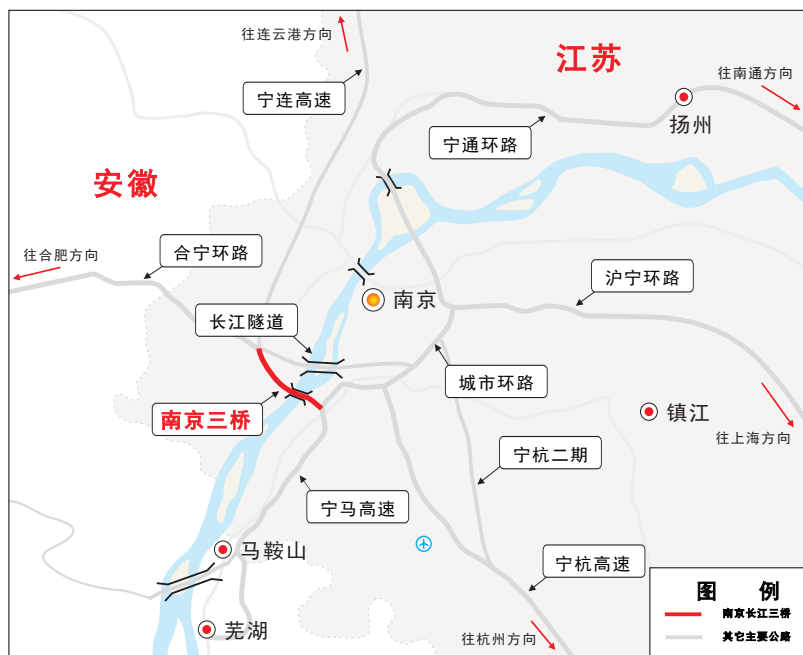 往连云港方向
江苏
往南通方向
宁连高速
扬州
宁通环路
安徽
往合肥方向
合宁环路
沪宁环路
南京
长江隧道
城市环路
南京三桥
镇江
往上海方向
宁杭二期
宁马高速
马鞍山
宁杭高速
芜湖
往杭州方向
图 例
南京长江三桥
其它主要公路